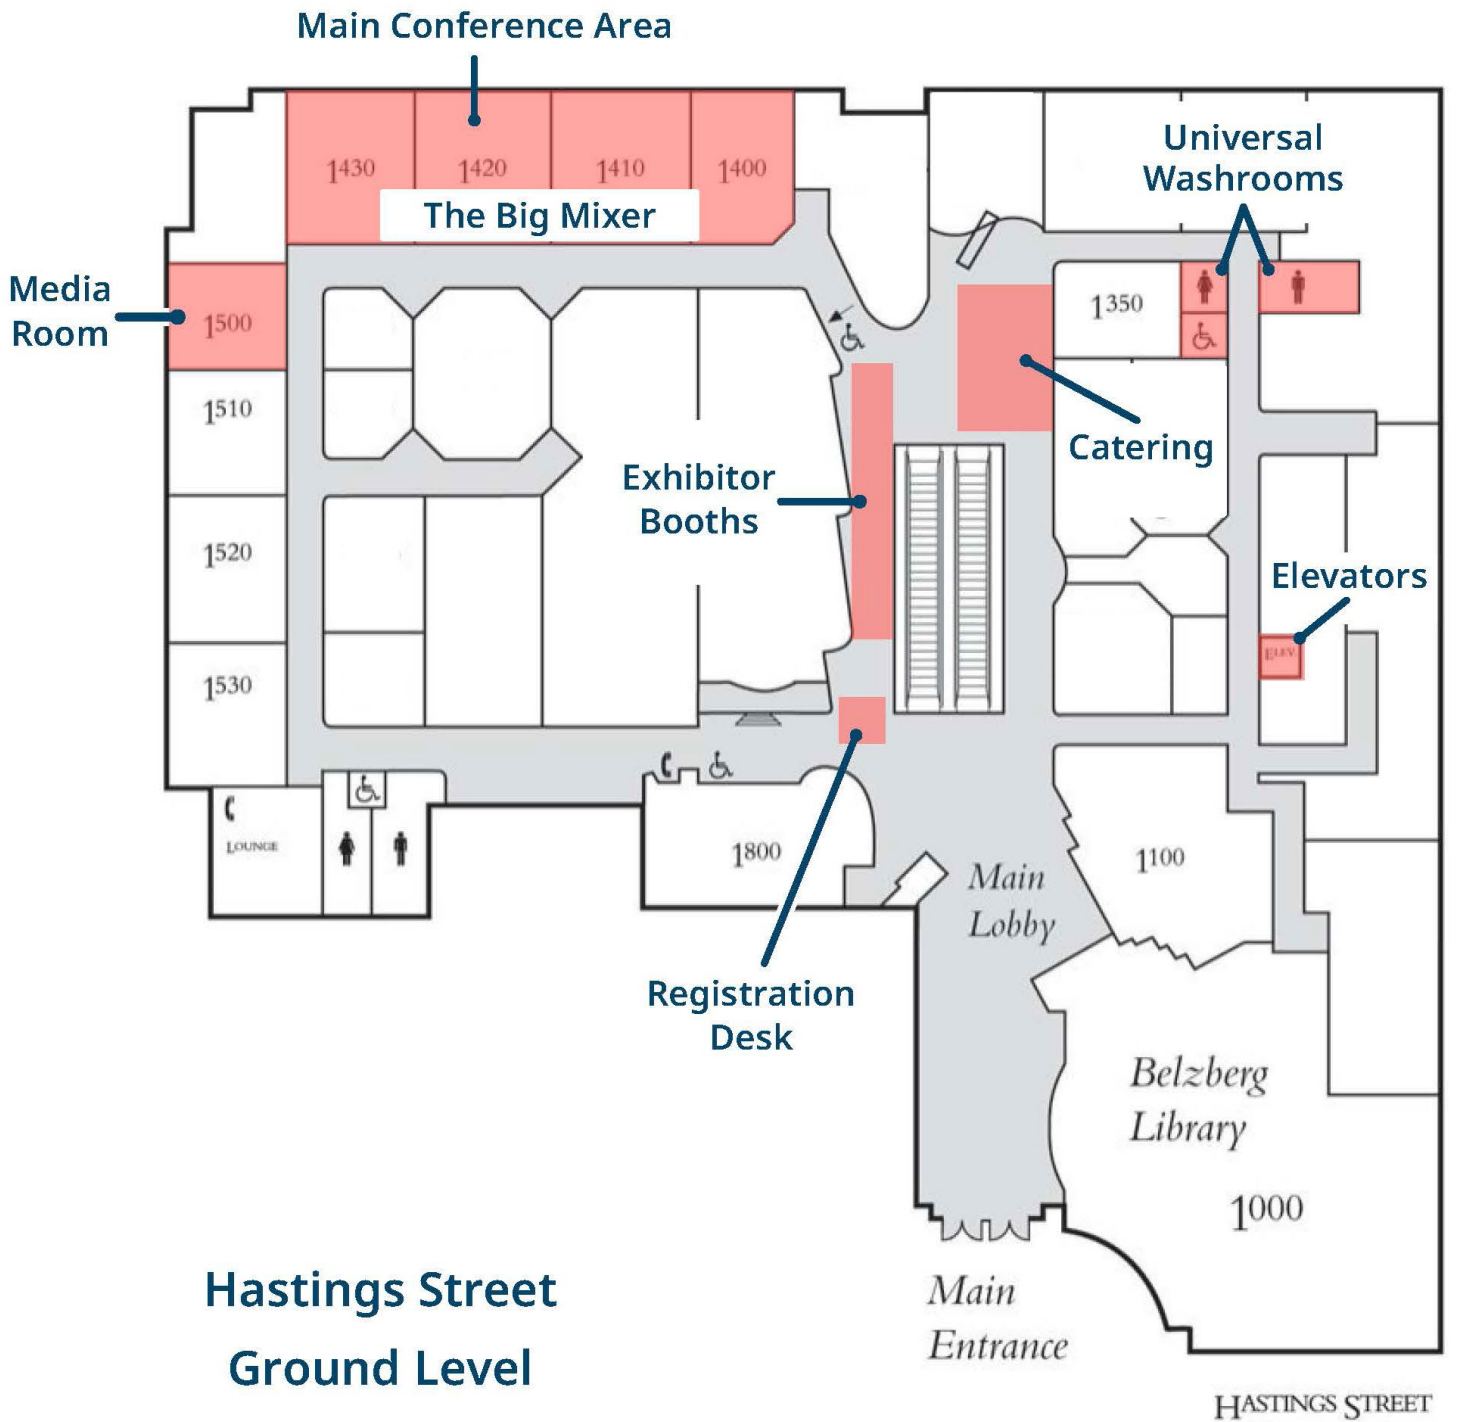 Main Conference Area
Universal
Washrooms
1430
1420
1410
1400
The Big Mixer
Media
Room
1500
1350
1510
Catering
Exhibitor
Booths
1520
Elevators
ELEV.
1530
LOUNGE
1800
1100
Main
Lobby
Registration
Desk
Belzberg
Library
1000
Main
Entrance
Hastings Street
Ground Level
HASTINGS STREET